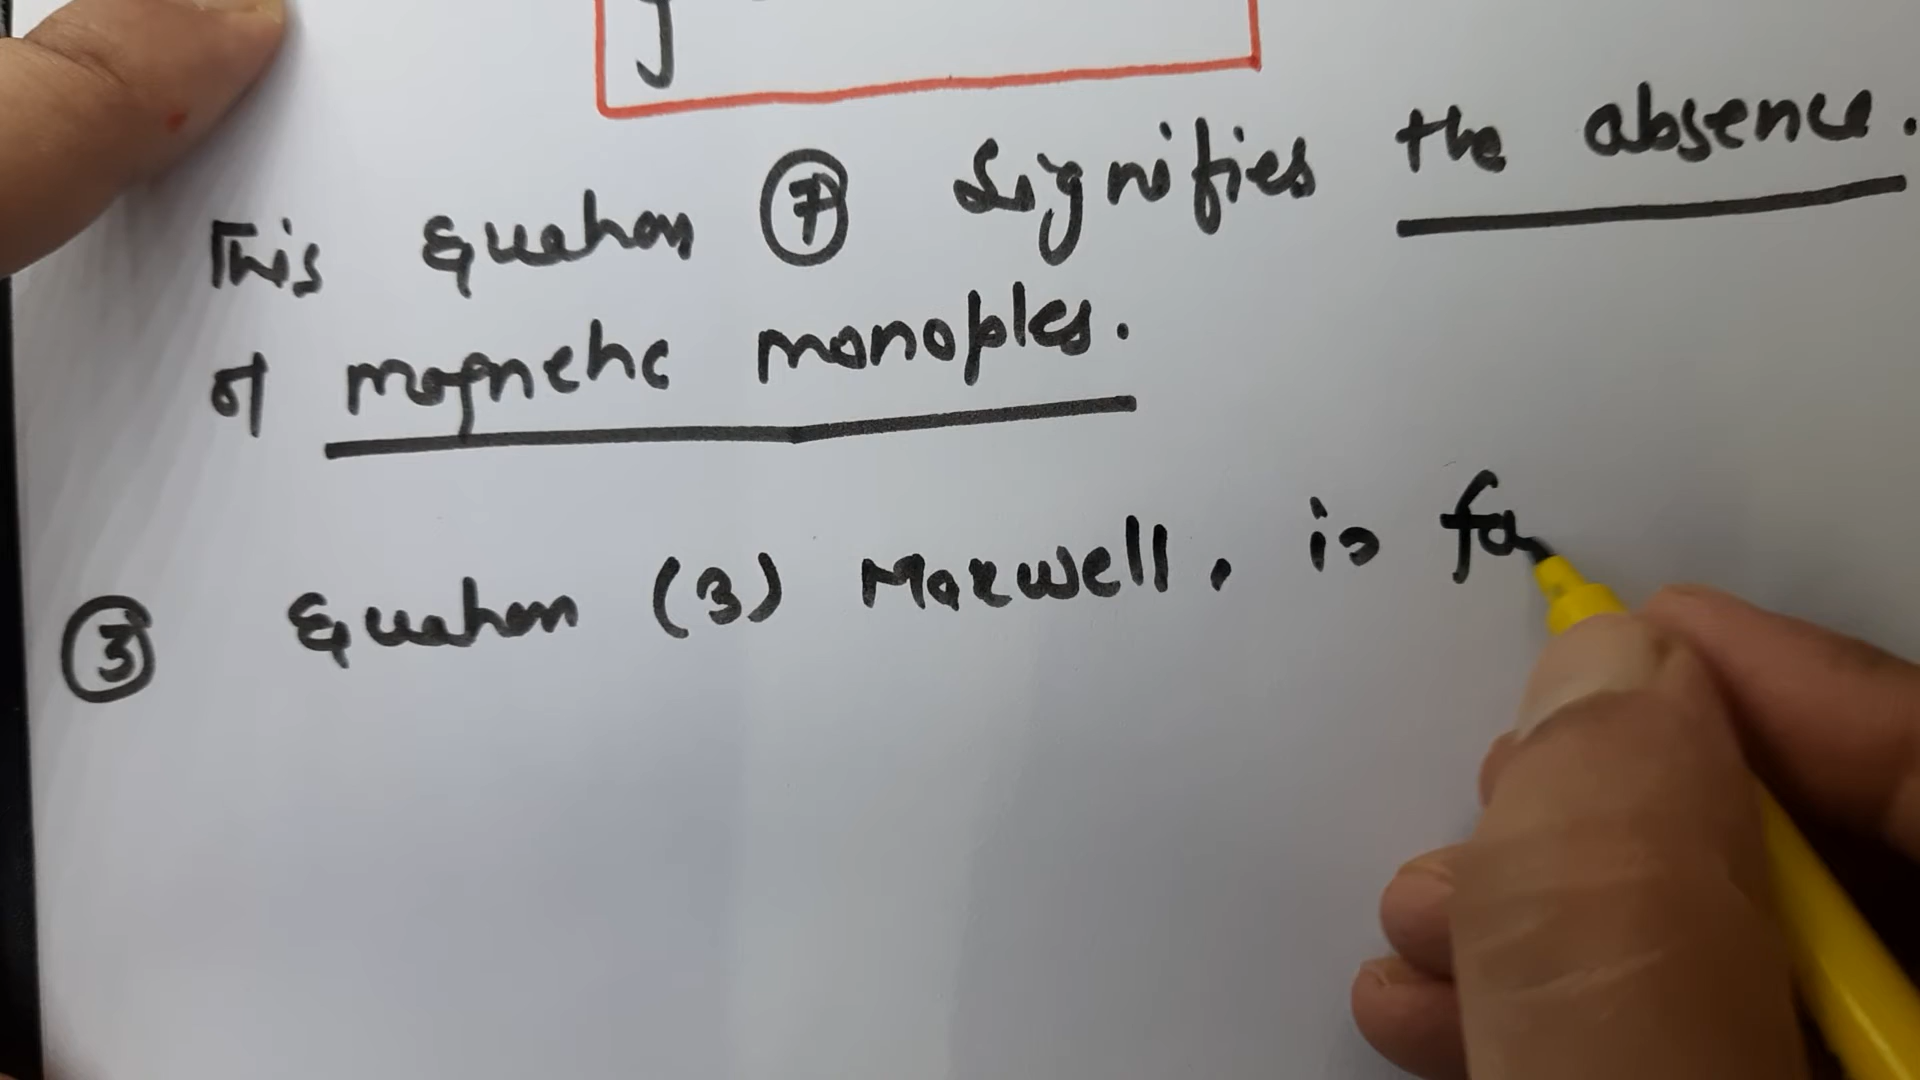 This Equation ⑦ Signifies the absence.
of magnetic monoples.
③ Equation (3) Maxwell, is fa